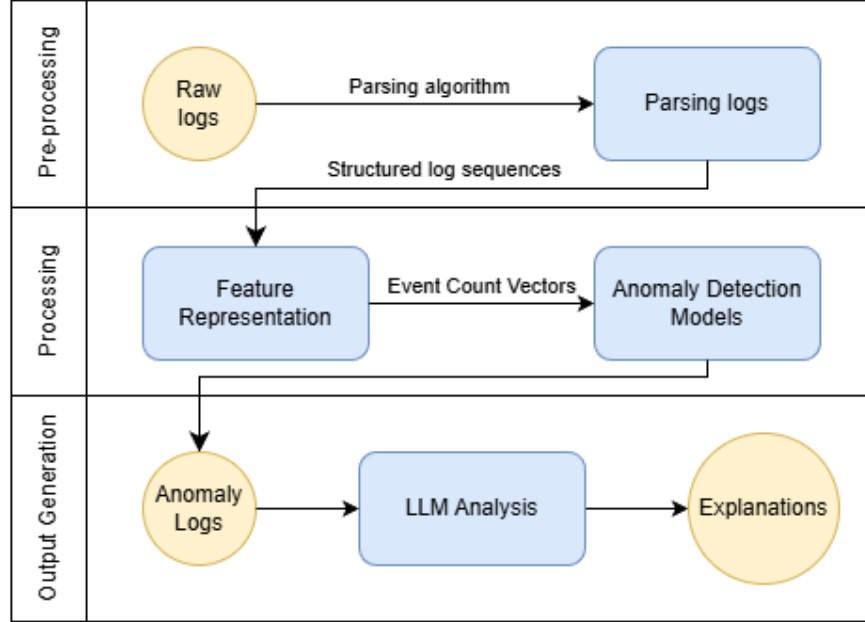 Pre-processing
Raw
logs
Parsing algorithm
Parsing logs
Structured log sequences
Processing
Feature
Representation
Event Count Vectors
Anomaly Detection
Models
Output Generation
Anomaly
Logs
LLM Analysis
Explanations